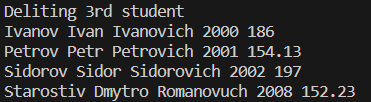 Deliting 3rd student
Ivanov Ivan Ivanovich 2000 186
Petrov Petr Petrovich 2001 154.13
Sidorov Sidor Sidorovich 2002 197
Starostiv Dmytro Romanovuch 2008 152.23